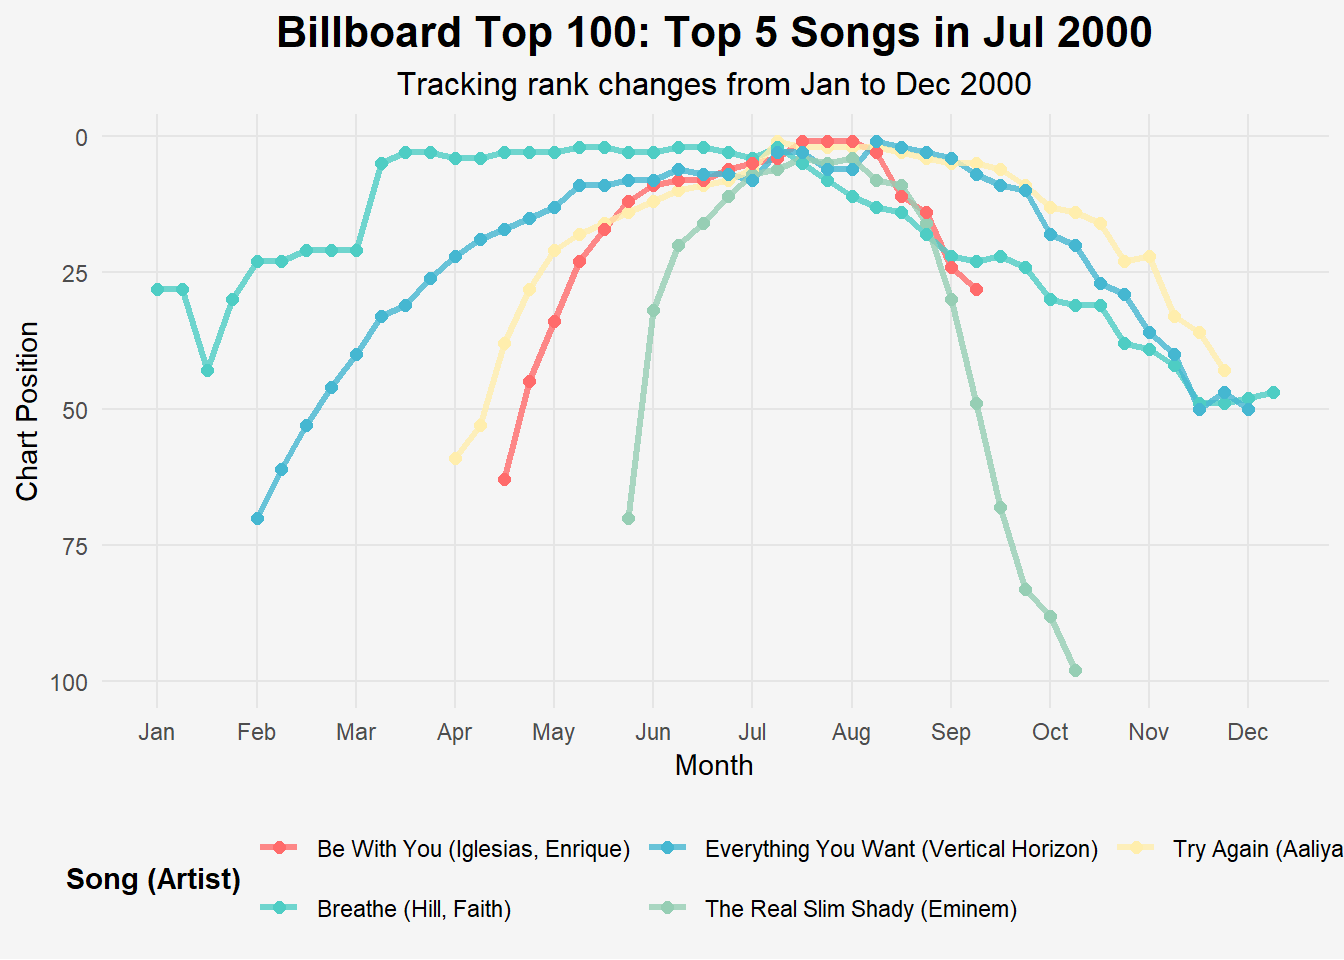 Billboard Top 100: Top 5 Songs in Jul 2000
Tracking rank changes from Jan to Dec 2000
Chart Position
0
25
50
75
100
Jan Feb Mar Apr May Jun Jul Aug Sep Oct Nov Dec
Month
Song (Artist)
Be With You (Iglesias, Enrique) Everything You Want (Vertical Horizon) Try Again (Aaliya
Breathe (Hill, Faith) The Real Slim Shady (Eminem)